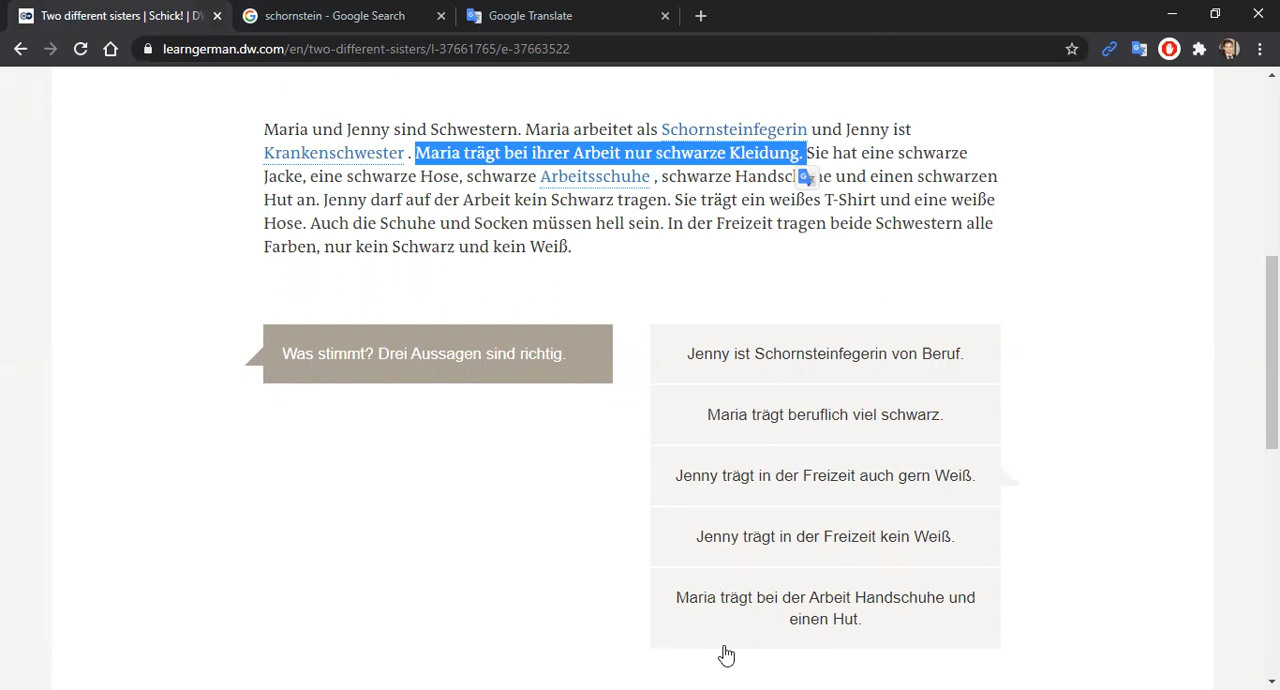 Two different sisters | Schick! | D
schornstein - Google Search
Google Translate
learngerman.dw.com/en/two-different-sisters/l-37661765/e-37663522
Maria und Jenny sind Schwestern. Maria arbeitet als Schornsteinfegerin und Jenny ist
Krankenschwester . Maria trägt bei ihrer Arbeit nur schwarze Kleidung. Sie hat eine schwarze
Jacke, eine schwarze Hose, schwarze Arbeitsschuhe , schwarze und einen schwarzen
Hut an. Jenny darf auf der Arbeit kein Schwarz tragen. Sie trägt ein weißes T-Shirt und eine weiße
Hose. Auch die Schuhe und Socken müssen hell sein. In der Freizeit tragen beide Schwestern alle
Farben, nur kein Schwarz und kein Weiß.
Was stimmt? Drei Aussagen sind richtig.
Jenny ist Schornsteinfegerin von Beruf.
Maria trägt beruflich viel schwarz.
Jenny trägt in der Freizeit auch gern Weiß.
Jenny trägt in der Freizeit kein Weiß.
Maria trägt bei der Arbeit Handschuhe und
einen Hut.